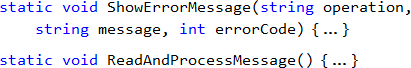 static void ShowErrorMessage(string operation,
string message, int errorCode) {...}
static void ReadAndProcessMessage() {...}